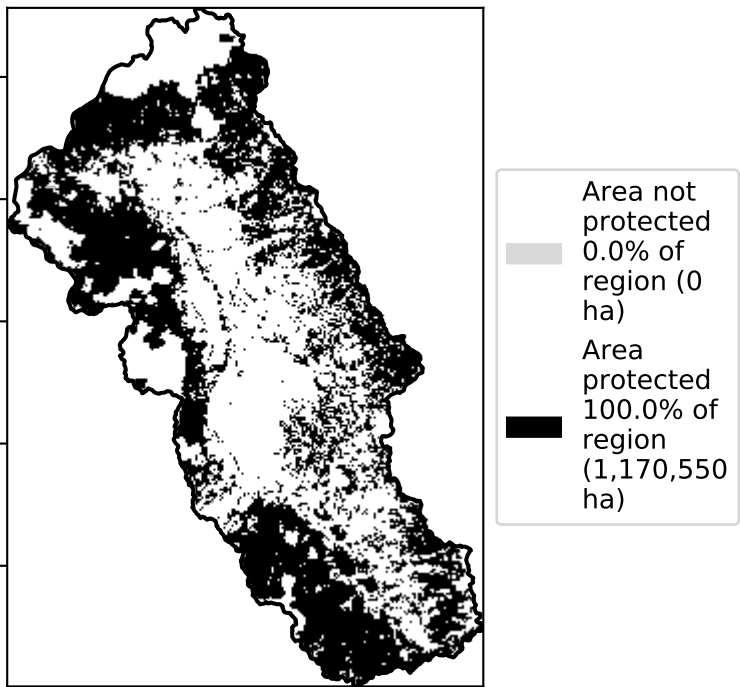 Area not
protected
0.0% of
region (0
ha)
Area
protected
100.0% of
region
(1,170,550
ha)